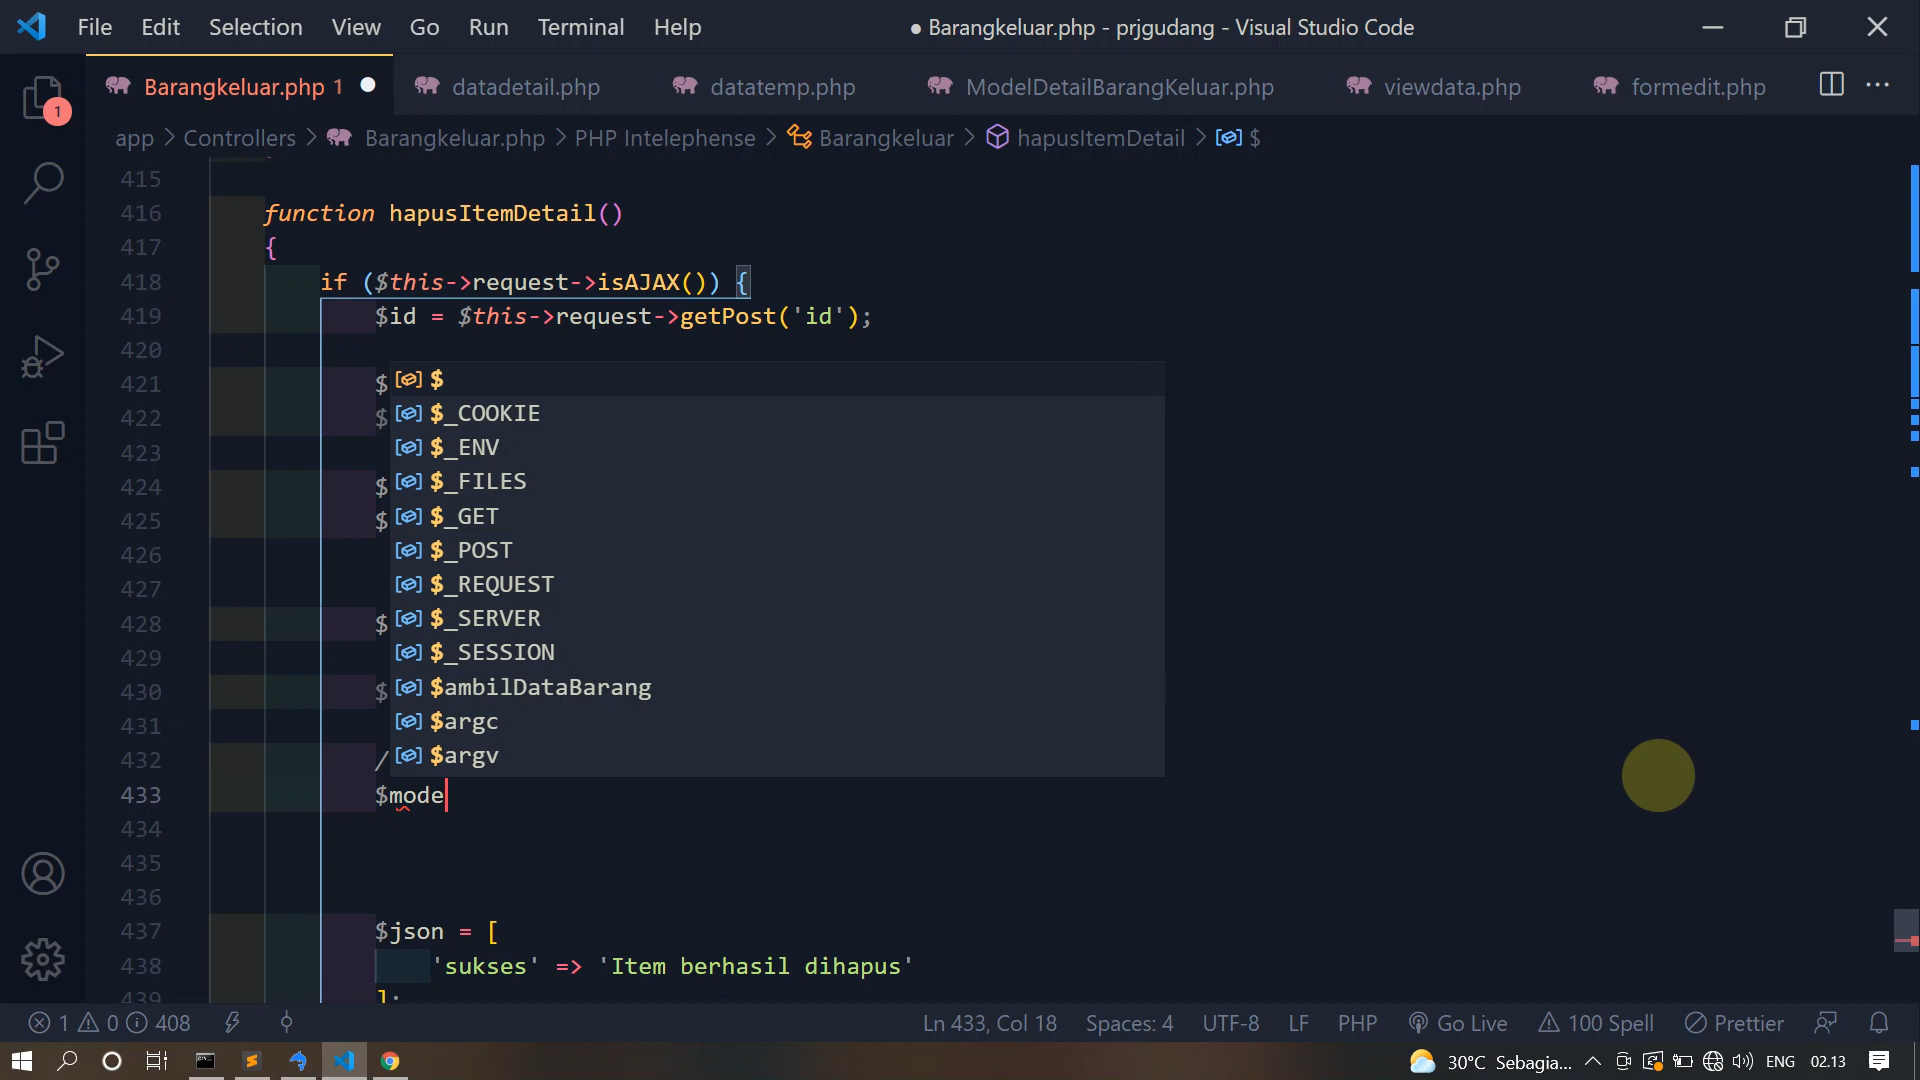 File Edit Selection View Go Run Terminal Help ● Barangkeluar.php - prjgudang - Visual Studio Code
Barangkeluar.php 1 datadetail.php datatemp.php ModelDetailBarangKeluar.php viewdata.php formedit.php
1
app > Controllers > Barangkeluar.php > PHP Intelephense > Barangkeluar > hapusItemDetail > $
415
416 function hapusItemDetail()
417 {
418 if ($this->request->isAJAX()) {
419 $id = $this->request->getPost('id');
420
421 $ $
422 $ $_COOKIE
423 $_ENV
424 $ $_FILES
425 $ $_GET
426 $_POST
427 $_REQUEST
428 $ $_SERVER
429 $_SESSION
430 $ $ambilDataBarang
431 $argc
432 / $argv
433 $mode
434
435
436
437 $json = [
438 'sukses' => 'Item berhasil dihapus'
439 ];
1 0 408 Ln 433, Col 18 Spaces: 4 UTF-8 LF PHP Go Live 100 Spell Prettier
30°C Sebagia... ENG 02.13